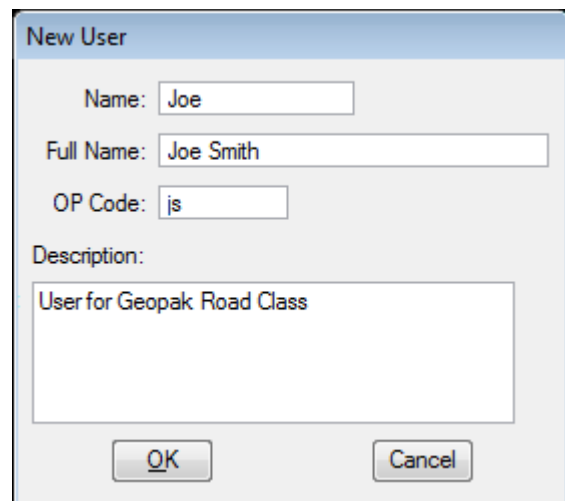 New User
Name: Joe
Full Name: Joe Smith
OP Code: js
Description:
User for Geopak Road Class
OK Cancel